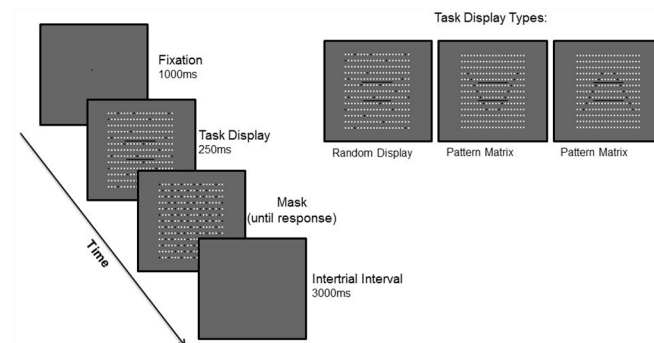 Task Display Types:
Fixation
1000ms
Task Display
250ms
Random Display
Pattern Matrix
Pattern Matrix
Mask
(until response)
Time
Intertrial Interval
3000ms